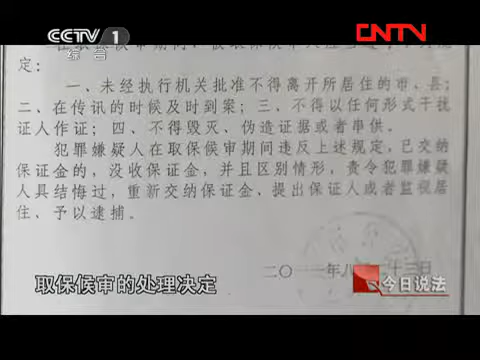 CCTV 1
综合
CNTV
定：
一、未经执行机关批准不得离开所居住的市、县；
二、在传讯的时候及时到案；三、不得以任何形式干扰
证人作证；四、不得毁灭、伪造证据或者串供。
犯罪嫌疑人在取保候审期间违反上述规定，已交纳
保证金的，没收保证金，并且区别情形，责令犯罪嫌疑
人具结悔过，重新交纳保证金、提出保证人或者监视居
住、予以逮捕。
二〇一一年八月二十三日
取保候审的处理决定
今日说法